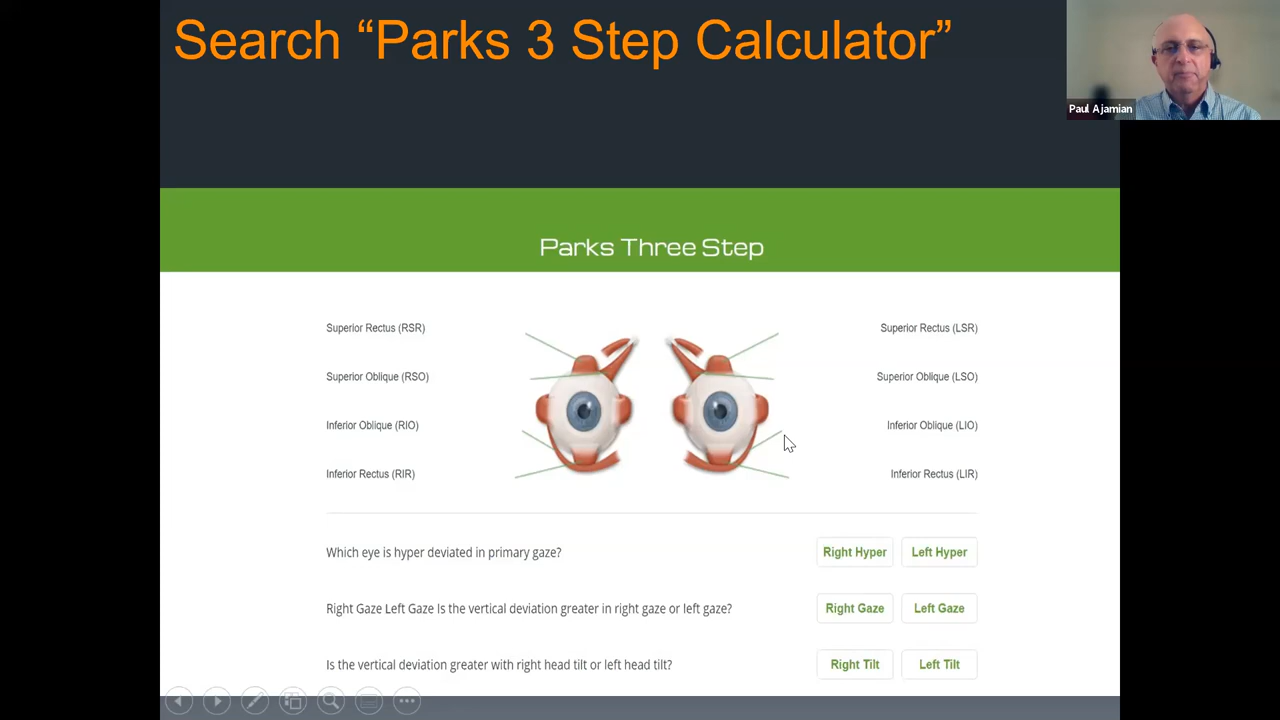 Search “Parks 3 Step Calculator”
Paul Ajamian
Parks Three Step
Superior Rectus (RSR)
Superior Rectus (LSR)
Superior Oblique (RSO)
Superior Oblique (LSO)
Inferior Oblique (RIO)
Inferior Oblique (LIO)
Inferior Rectus (RIR)
Inferior Rectus (LIR)
Which eye is hyper deviated in primary gaze?
Right Hyper
Left Hyper
Right Gaze Left Gaze Is the vertical deviation greater in right gaze or left gaze?
Right Gaze
Left Gaze
Is the vertical deviation greater with right head tilt or left head tilt?
Right Tilt
Left Tilt